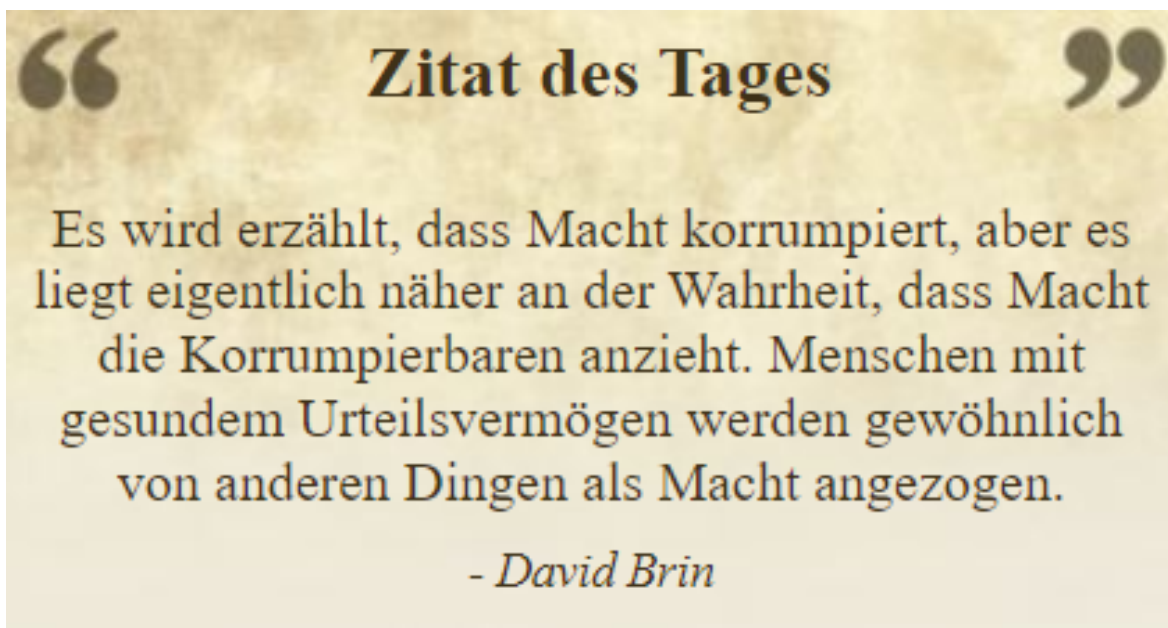 “ Zitat des Tages ”
Es wird erzählt, dass Macht korrumpiert, aber es
liegt eigentlich näher an der Wahrheit, dass Macht
die Korrumpierbaren anzieht. Menschen mit
gesundem Urteilsvermögen werden gewöhnlich
von anderen Dingen als Macht angezogen.
- David Brin